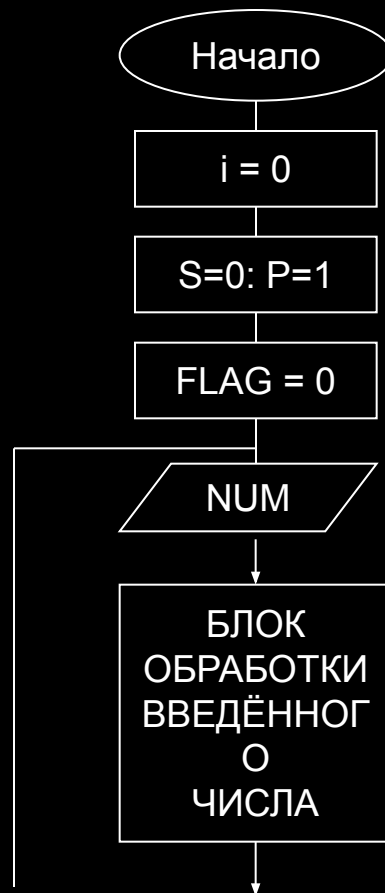 Начало
i = 0
S=0: P=1
FLAG = 0
NUM
БЛОК
ОБРАБОТКИ
ВВЕДЁННОГ
О
ЧИСЛА